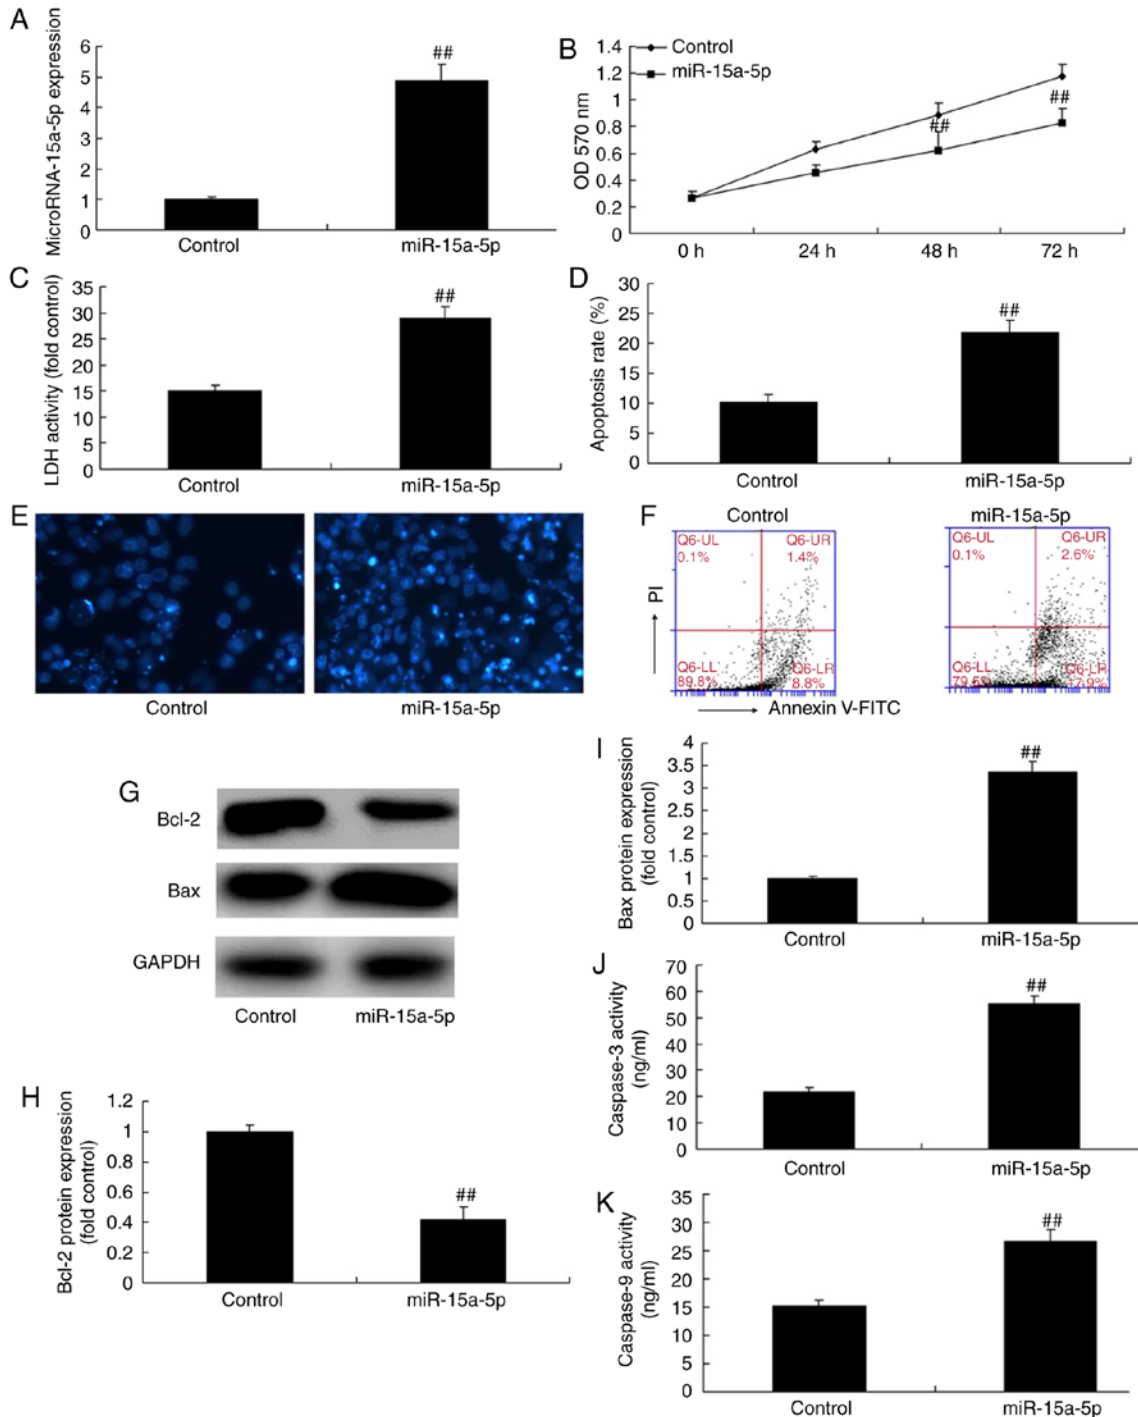 A
MicroRNA-15a-5p expression
6
5
4
3
2
1
0
##
Control
miR-15a-5p
B
OD 570 nm
1.4
1.2
1.0
0.8
0.6
0.4
0.2
0
Control
miR-15a-5p
##
##
0 h
24 h
48 h
72 h
C
LDH activity (fold control)
35
30
25
20
15
10
5
0
##
Control
miR-15a-5p
D
Apoptosis rate (%)
30
25
20
15
10
5
0
##
Control
miR-15a-5p
E
Control
miR-15a-5p
F
Control
miR-15a-5p
Q6-UL
0.1%
Q6-UR
1.4%
Q6-LL
89.8%
Q6-LR
8.8%
Q6-UL
0.1%
Q6-UR
2.6%
Q6-LL
79.5%
Q6-LR
17.9%
PI
Annexin V-FITC
G
Bcl-2
Bax
GAPDH
Control
miR-15a-5p
H
Bcl-2 protein expression
(fold control)
1.2
1
0.8
0.6
0.4
0.2
0
##
Control
miR-15a-5p
I
Bax protein expression
(fold control)
4
3.5
3
2.5
2
1.5
1
0.5
0
##
Control
miR-15a-5p
J
Caspase-3 activity
(ng/ml)
70
60
50
40
30
20
10
0
##
Control
miR-15a-5p
K
Caspase-9 activity
(ng/ml)
35
30
25
20
15
10
5
0
##
Control
miR-15a-5p